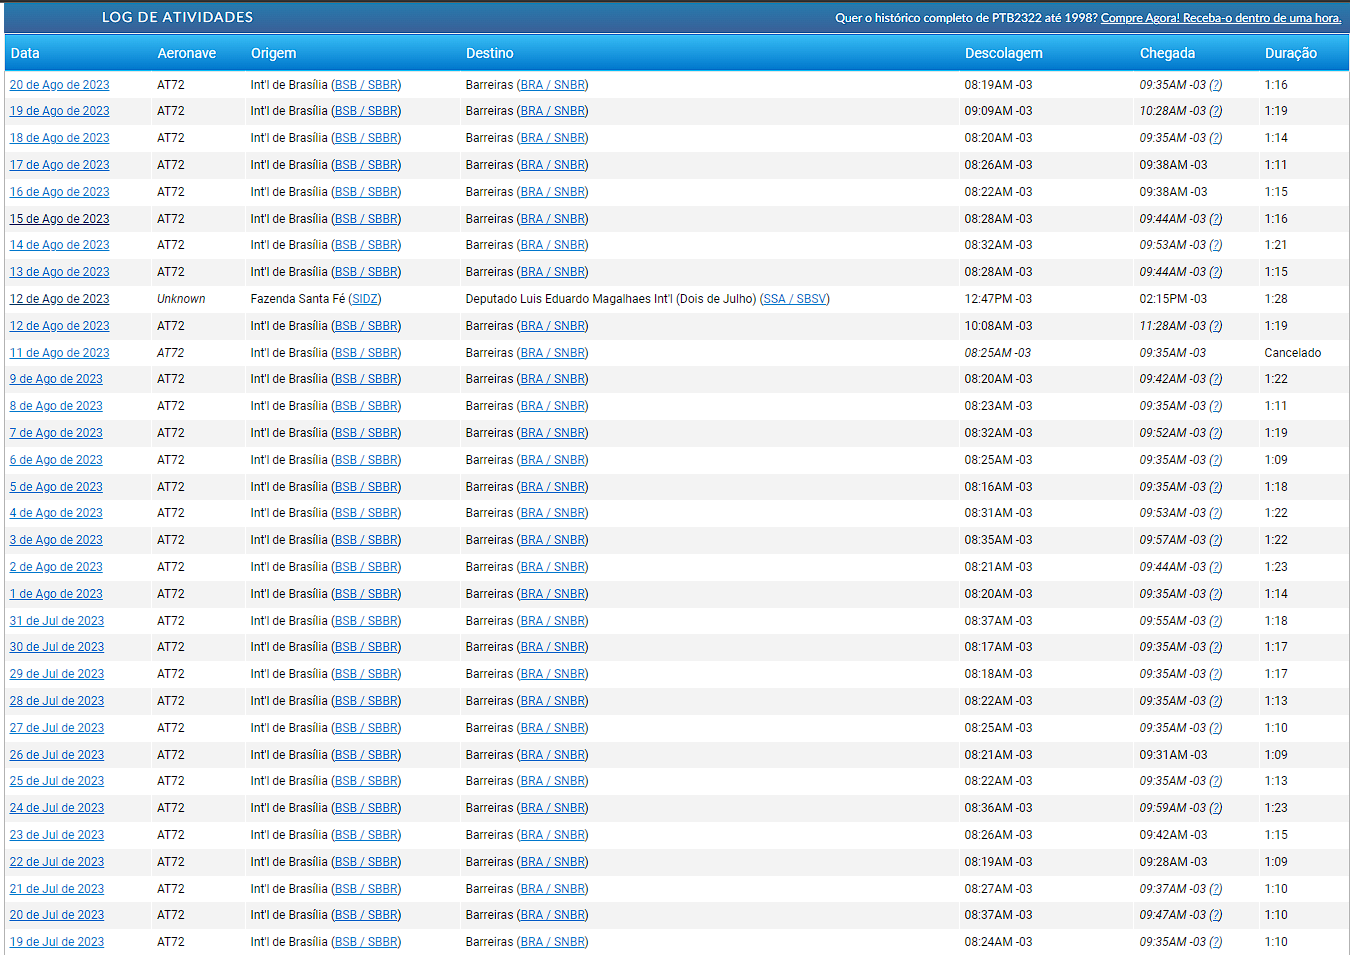 LOG DE ATIVIDADES Quer o histórico completo de PTB2322 até 1998? Compre Agora! Receba-o dentro de uma hora.
Data Aeronave Origem Destino Descolagem Chegada Duração
20 de Ago de 2023 AT72 Int'l de Brasília (BSB / SBBR) Barreiras (BRA / SNBR) 08:19AM -03 09:35AM -03 (?) 1:16
19 de Ago de 2023 AT72 Int'l de Brasília (BSB / SBBR) Barreiras (BRA / SNBR) 09:09AM -03 10:28AM -03 (?) 1:19
18 de Ago de 2023 AT72 Int'l de Brasília (BSB / SBBR) Barreiras (BRA / SNBR) 08:20AM -03 09:35AM -03 (?) 1:14
17 de Ago de 2023 AT72 Int'l de Brasília (BSB / SBBR) Barreiras (BRA / SNBR) 08:26AM -03 09:38AM -03 1:11
16 de Ago de 2023 AT72 Int'l de Brasília (BSB / SBBR) Barreiras (BRA / SNBR) 08:22AM -03 09:38AM -03 1:15
15 de Ago de 2023 AT72 Int'l de Brasília (BSB / SBBR) Barreiras (BRA / SNBR) 08:28AM -03 09:44AM -03 (?) 1:16
14 de Ago de 2023 AT72 Int'l de Brasília (BSB / SBBR) Barreiras (BRA / SNBR) 08:32AM -03 09:53AM -03 (?) 1:21
13 de Ago de 2023 AT72 Int'l de Brasília (BSB / SBBR) Barreiras (BRA / SNBR) 08:28AM -03 09:44AM -03 (?) 1:15
12 de Ago de 2023 Unknown Fazenda Santa Fé (SIDZ) Deputado Luis Eduardo Magalhaes Int'l (Dois de Julho) (SSA / SBSV) 12:47PM -03 02:15PM -03 1:28
12 de Ago de 2023 AT72 Int'l de Brasília (BSB / SBBR) Barreiras (BRA / SNBR) 10:08AM -03 11:28AM -03 (?) 1:19
11 de Ago de 2023 AT72 Int'l de Brasília (BSB / SBBR) Barreiras (BRA / SNBR) 08:25AM -03 09:35AM -03 Cancelado
9 de Ago de 2023 AT72 Int'l de Brasília (BSB / SBBR) Barreiras (BRA / SNBR) 08:20AM -03 09:42AM -03 (?) 1:22
8 de Ago de 2023 AT72 Int'l de Brasília (BSB / SBBR) Barreiras (BRA / SNBR) 08:23AM -03 09:35AM -03 (?) 1:11
7 de Ago de 2023 AT72 Int'l de Brasília (BSB / SBBR) Barreiras (BRA / SNBR) 08:32AM -03 09:52AM -03 (?) 1:19
6 de Ago de 2023 AT72 Int'l de Brasília (BSB / SBBR) Barreiras (BRA / SNBR) 08:25AM -03 09:35AM -03 (?) 1:09
5 de Ago de 2023 AT72 Int'l de Brasília (BSB / SBBR) Barreiras (BRA / SNBR) 08:16AM -03 09:35AM -03 (?) 1:18
4 de Ago de 2023 AT72 Int'l de Brasília (BSB / SBBR) Barreiras (BRA / SNBR) 08:31AM -03 09:53AM -03 (?) 1:22
3 de Ago de 2023 AT72 Int'l de Brasília (BSB / SBBR) Barreiras (BRA / SNBR) 08:35AM -03 09:57AM -03 (?) 1:22
2 de Ago de 2023 AT72 Int'l de Brasília (BSB / SBBR) Barreiras (BRA / SNBR) 08:21AM -03 09:44AM -03 (?) 1:23
1 de Ago de 2023 AT72 Int'l de Brasília (BSB / SBBR) Barreiras (BRA / SNBR) 08:20AM -03 09:35AM -03 (?) 1:14
31 de Jul de 2023 AT72 Int'l de Brasília (BSB / SBBR) Barreiras (BRA / SNBR) 08:37AM -03 09:55AM -03 (?) 1:18
30 de Jul de 2023 AT72 Int'l de Brasília (BSB / SBBR) Barreiras (BRA / SNBR) 08:17AM -03 09:35AM -03 (?) 1:17
29 de Jul de 2023 AT72 Int'l de Brasília (BSB / SBBR) Barreiras (BRA / SNBR) 08:18AM -03 09:35AM -03 (?) 1:17
28 de Jul de 2023 AT72 Int'l de Brasília (BSB / SBBR) Barreiras (BRA / SNBR) 08:22AM -03 09:35AM -03 (?) 1:13
27 de Jul de 2023 AT72 Int'l de Brasília (BSB / SBBR) Barreiras (BRA / SNBR) 08:25AM -03 09:35AM -03 (?) 1:10
26 de Jul de 2023 AT72 Int'l de Brasília (BSB / SBBR) Barreiras (BRA / SNBR) 08:21AM -03 09:31AM -03 1:09
25 de Jul de 2023 AT72 Int'l de Brasília (BSB / SBBR) Barreiras (BRA / SNBR) 08:22AM -03 09:35AM -03 (?) 1:13
24 de Jul de 2023 AT72 Int'l de Brasília (BSB / SBBR) Barreiras (BRA / SNBR) 08:36AM -03 09:59AM -03 (?) 1:23
23 de Jul de 2023 AT72 Int'l de Brasília (BSB / SBBR) Barreiras (BRA / SNBR) 08:26AM -03 09:42AM -03 1:15
22 de Jul de 2023 AT72 Int'l de Brasília (BSB / SBBR) Barreiras (BRA / SNBR) 08:19AM -03 09:28AM -03 1:09
21 de Jul de 2023 AT72 Int'l de Brasília (BSB / SBBR) Barreiras (BRA / SNBR) 08:27AM -03 09:37AM -03 (?) 1:10
20 de Jul de 2023 AT72 Int'l de Brasília (BSB / SBBR) Barreiras (BRA / SNBR) 08:37AM -03 09:47AM -03 (?) 1:10
19 de Jul de 2023 AT72 Int'l de Brasília (BSB / SBBR) Barreiras (BRA / SNBR) 08:24AM -03 09:35AM -03 (?) 1:10